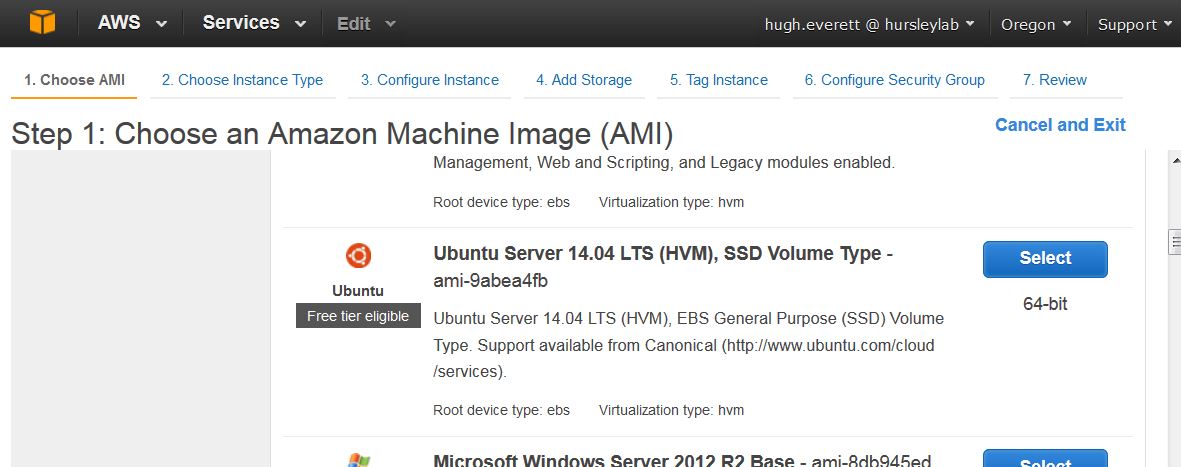 AWS Services Edit hugh.everett @ hursleylab Oregon Support
1. Choose AMI 2. Choose Instance Type 3. Configure Instance 4. Add Storage 5. Tag Instance 6. Configure Security Group 7. Review
Step 1: Choose an Amazon Machine Image (AMI) Cancel and Exit
Management, Web and Scripting, and Legacy modules enabled.
Root device type: ebs Virtualization type: hvm
Ubuntu
Free tier eligible
Ubuntu Server 14.04 LTS (HVM), SSD Volume Type -
ami-9abea4fb
Ubuntu Server 14.04 LTS (HVM), EBS General Purpose (SSD) Volume
Type. Support available from Canonical (http://www.ubuntu.com/cloud
/services).
Root device type: ebs Virtualization type: hvm
Select
64-bit
Microsoft Windows Server 2012 R2 Base - ami-8db945ed
Select